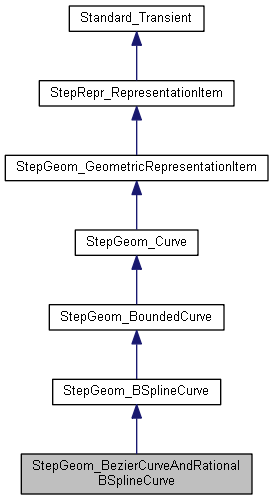 Standard_Transient
StepRepr_RepresentationItem
StepGeom_GeometricRepresentationItem
StepGeom_Curve
StepGeom_BoundedCurve
StepGeom_BSplineCurve
StepGeom_BezierCurveAndRational
BSplineCurve